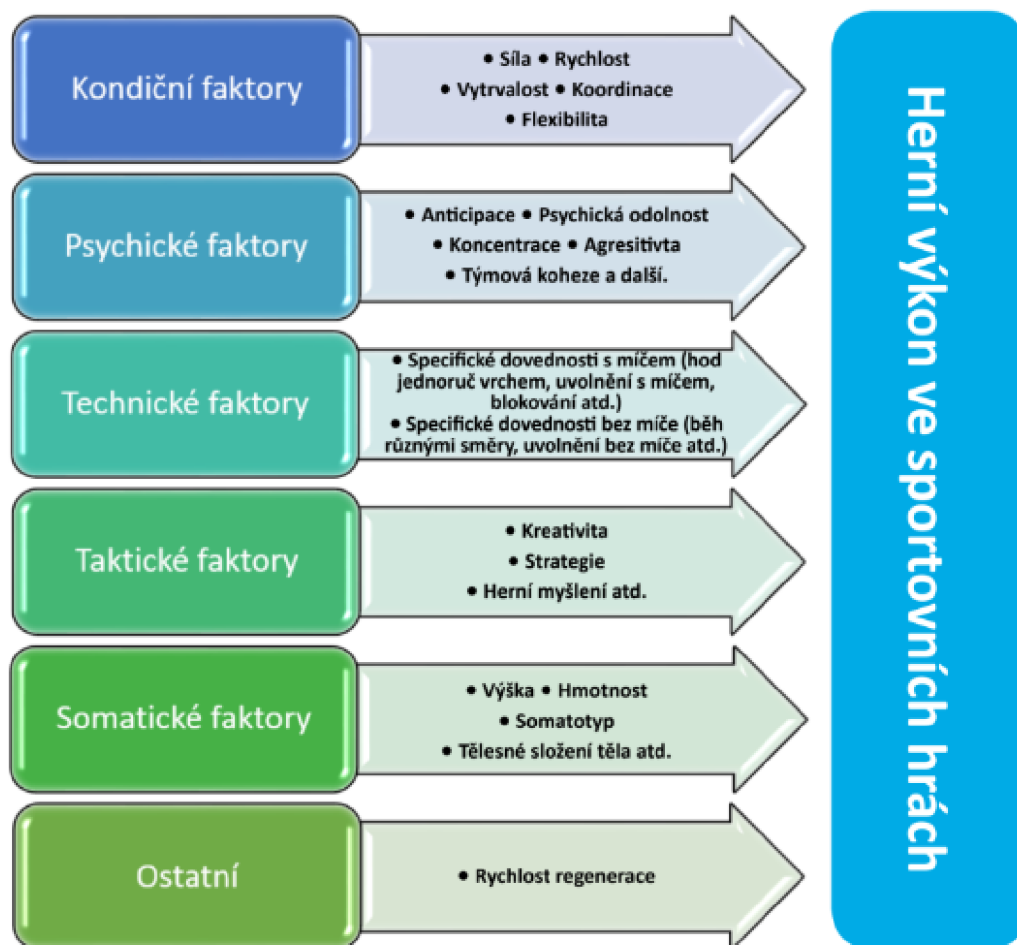 Kondiční faktory
• Síla • Rychlost
• Vytrvalost • Koordinace
• Flexibilita
Psychické faktory
• Anticipace • Psychická odolnost
• Koncentrace • Agresitivta
• Týmová koheze a další.
Technické faktory
• Specifické dovednosti s míčem (hod
jednoruč vrchem, uvolnění s míčem,
blokování atd.)
• Specifické dovednosti bez míče (běh
různými směry, uvolnění bez míče atd.)
Taktické faktory
• Kreativita
• Strategie
• Herní myšlení atd.
Somatické faktory
• Výška • Hmotnost
• Somatotyp
• Tělesné složení těla atd.
Ostatní
• Rychlost regenerace
Herní výkon ve sportovních hrách